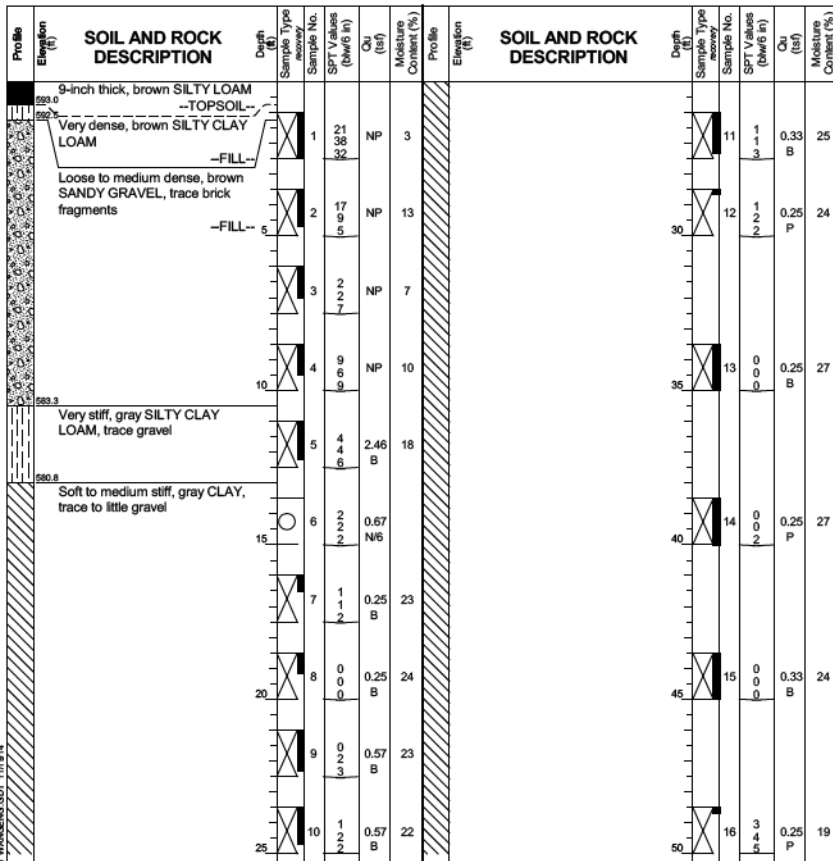 Profile Elevation (ft) SOIL AND ROCK DESCRIPTION Depth (ft) Sample Type recovery Sample No. SPT Values (blw/6 in) Qu (tsf) Moisture Content (%)
593.0 9-inch thick, brown SILTY LOAM
--TOPSOIL--
592.5
Very dense, brown SILTY CLAY
LOAM
--FILL--
1 21 38 32 NP 3
Loose to medium dense, brown
SANDY GRAVEL, trace brick
fragments
--FILL--
5
2 17 9 5 NP 13
3 2 2 7 NP 7
4 9 6 9 NP 10
10
583.3
Very stiff, gray SILTY CLAY
LOAM, trace gravel
5 4 4 6 2.46 B 18
580.8
Soft to medium stiff, gray CLAY,
trace to little gravel
6 2 2 2 0.67 N/6
15
7 1 1 2 0.25 B 23
8 0 0 0 0.25 B 24
20
9 0 2 3 0.57 B 23
10 1 2 2 0.57 B 22
25
Profile Elevation (ft) SOIL AND ROCK DESCRIPTION Depth (ft) Sample Type recovery Sample No. SPT Values (blw/6 in) Qu (tsf) Moisture Content (%)
11 1 1 3 0.33 B 25
12 1 2 2 0.25 P 24
30
13 0 0 0 0.25 B 27
35
14 0 0 2 0.25 P 27
40
15 0 0 0 0.33 B 24
45
16 3 4 5 0.25 P 19
50